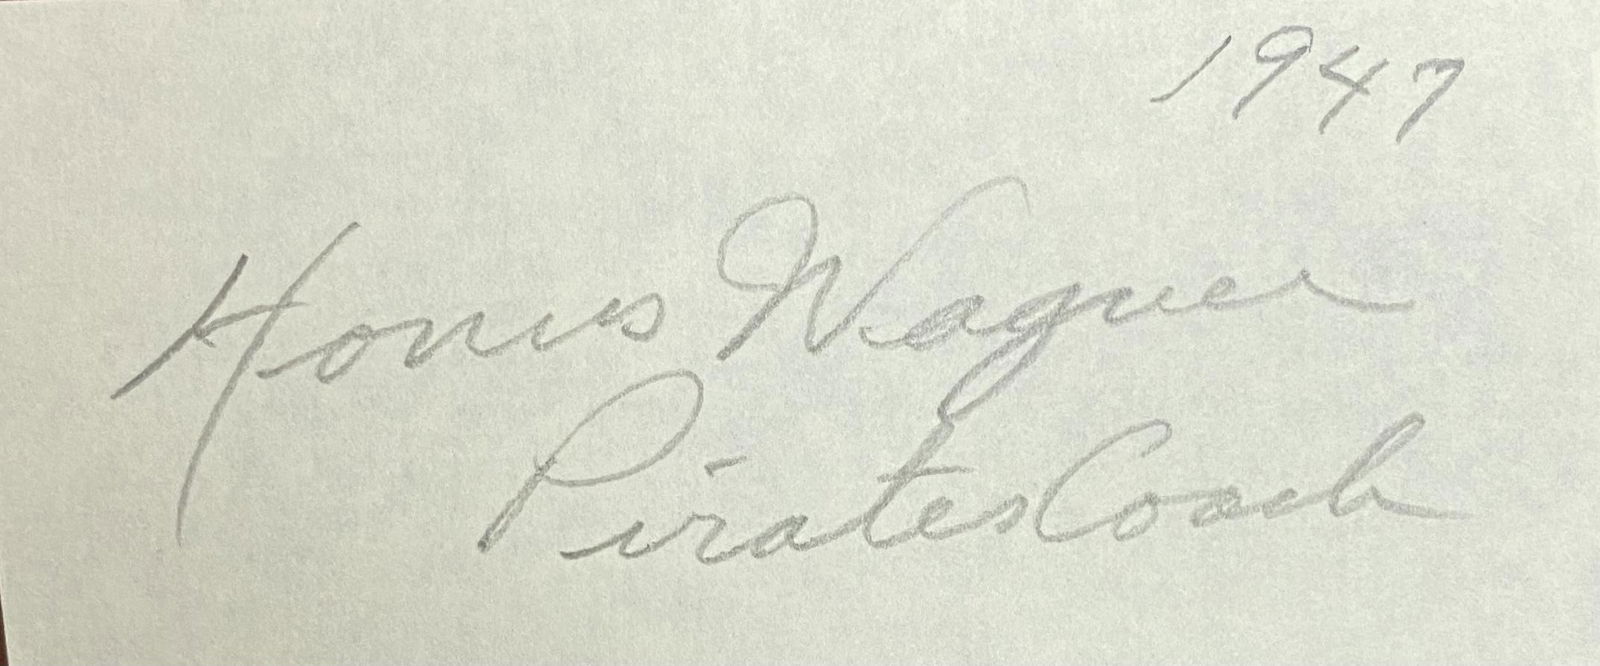 1947
Honus Wagner
Pirates Coach